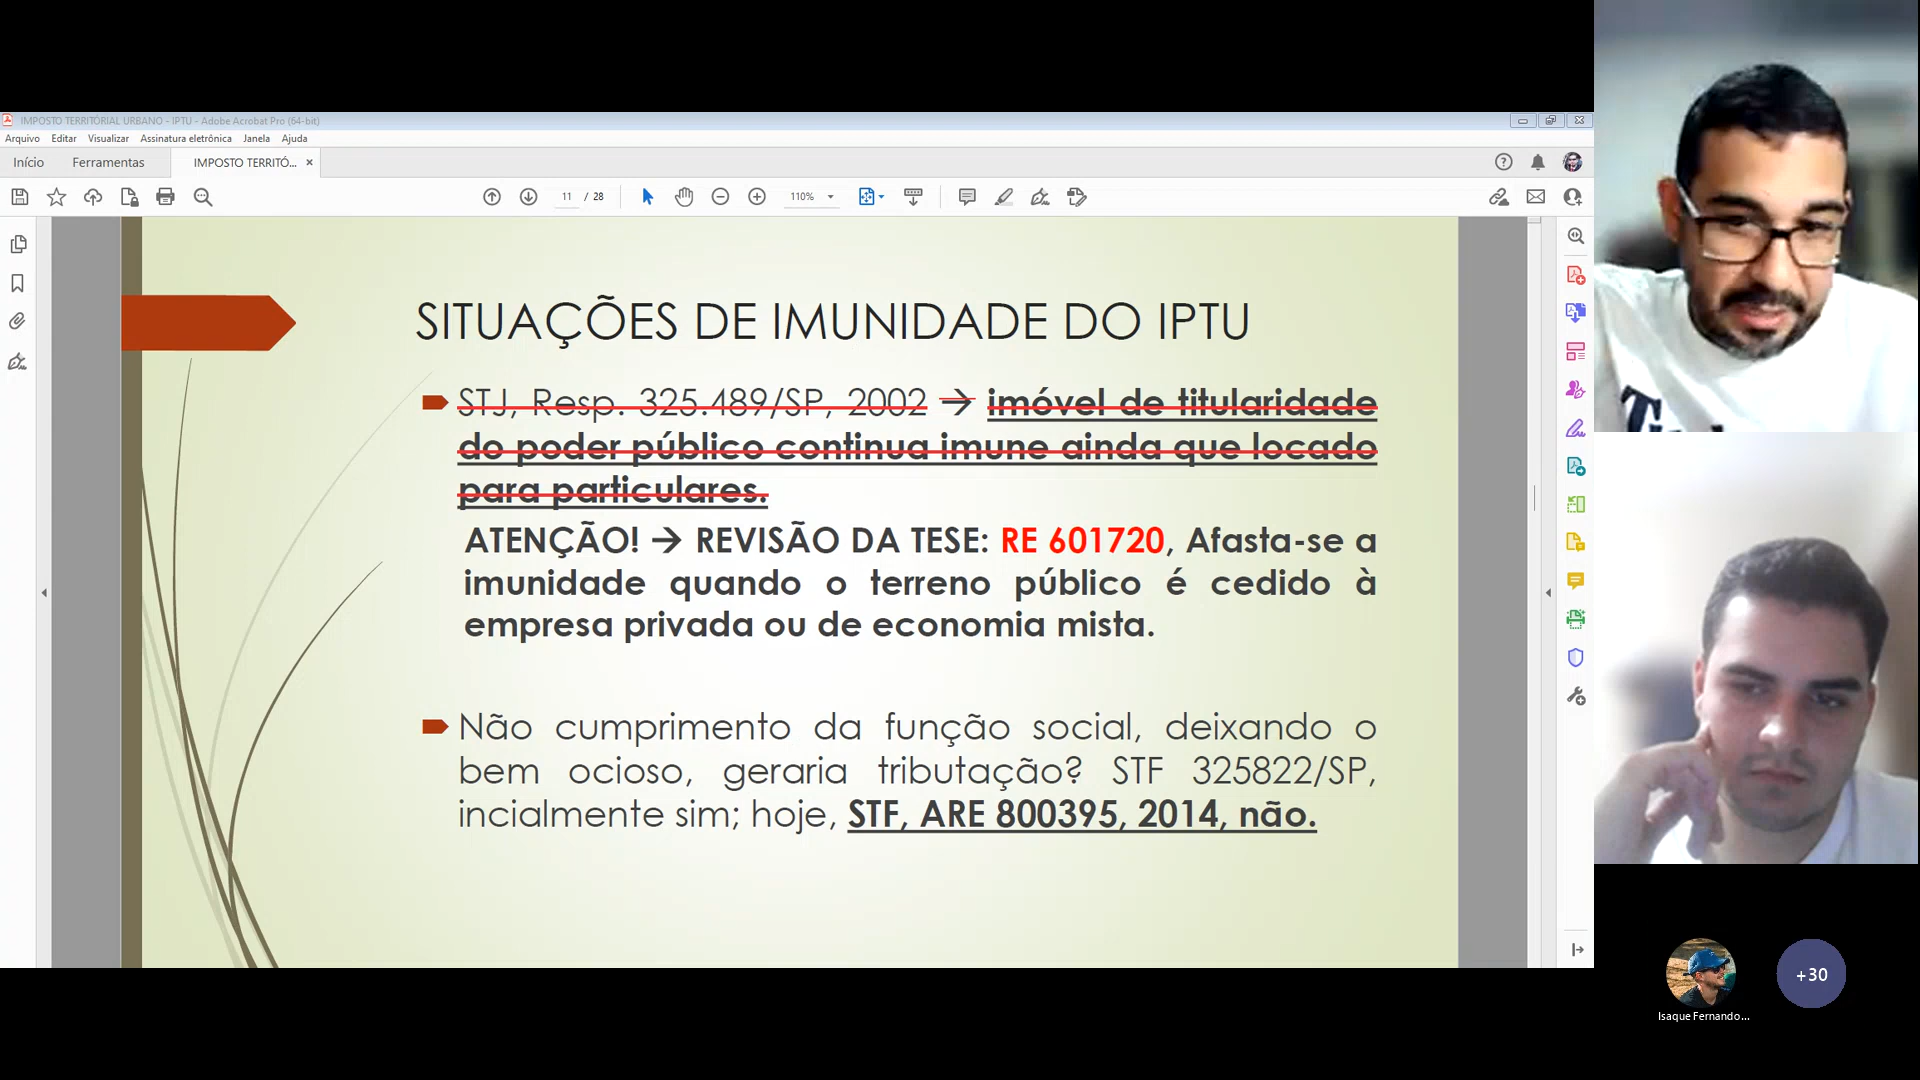 IMPOSTO TERRITÓRIAL URBANO - IPTU - Adobe Acrobat Pro (64-bit)
Arquivo Editar Visualizar Assinatura eletrônica Janela Ajuda
Início Ferramentas IMPOSTO TERRITÓ... ×
11 / 28 110%
SITUAÇÕES DE IMUNIDADE DO IPTU
STJ, Resp. 325.489/SP, 2002 → imóvel de titularidade
do poder público continua imune ainda que locado
para particulares.
ATENÇÃO! → REVISÃO DA TESE: RE 601720, Afasta-se a
imunidade quando o terreno público é cedido à
empresa privada ou de economia mista.
Não cumprimento da função social, deixando o
bem ocioso, geraria tributação? STF 325822/SP,
incialmente sim; hoje, STF, ARE 800395, 2014, não.
+30
Isaque Fernando...